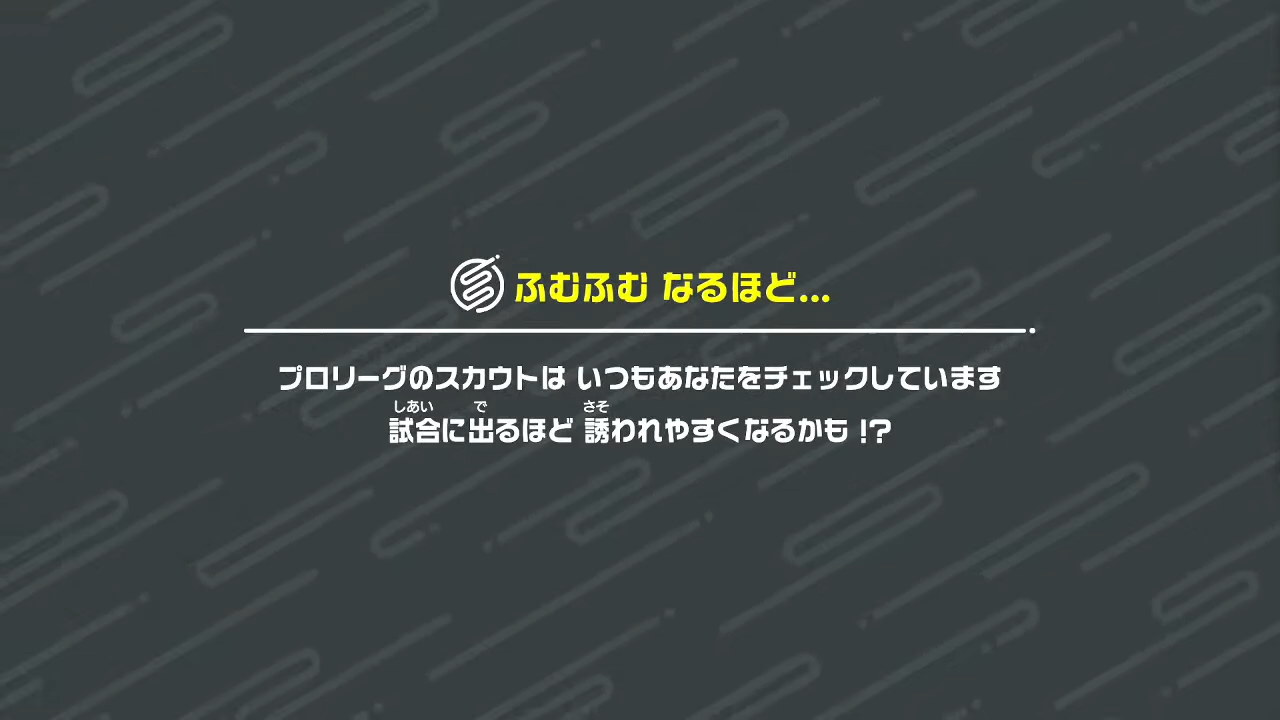 ふむふむ なるほど...
プロリーグのスカウトは いつもあなたをチェックしています
しあい で さそ
試合に出るほど 誘われやすくなるかも !?